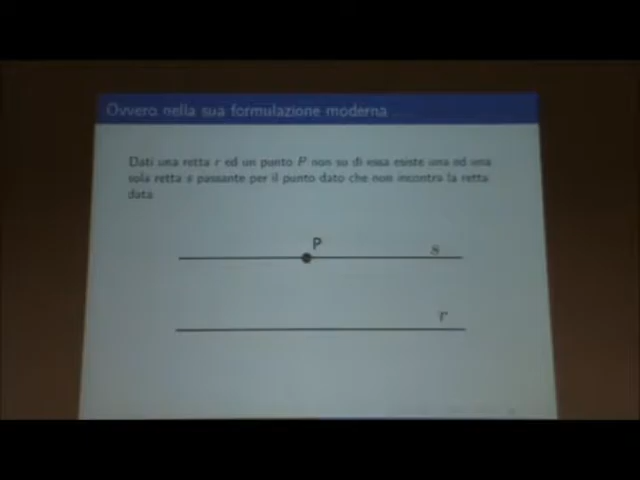 Ovvero nella sua formulazione moderna ...
Dati una retta r ed un punto P non su di essa esiste una ed una
sola retta s passante per il punto dato che non incontra la retta
data
P
s
r